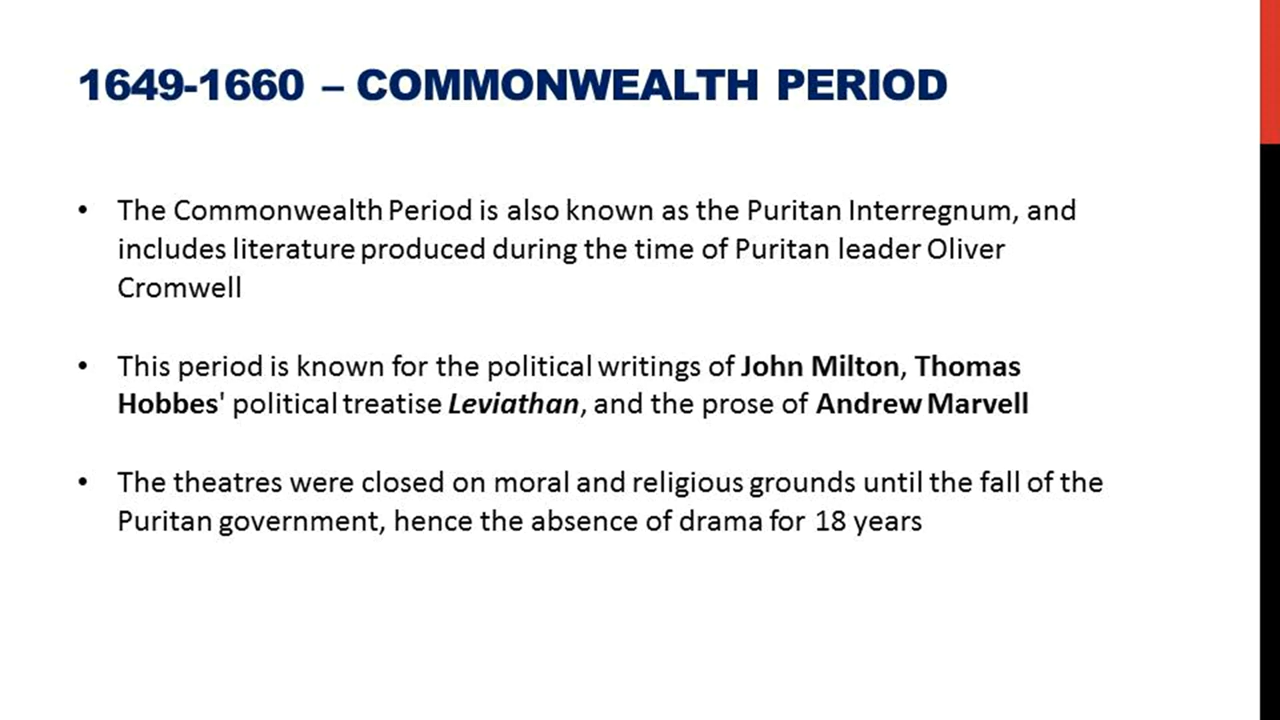 1649-1660 – COMMONWEALTH PERIOD
• The Commonwealth Period is also known as the Puritan Interregnum, and
includes literature produced during the time of Puritan leader Oliver
Cromwell
• This period is known for the political writings of John Milton, Thomas
Hobbes' political treatise Leviathan, and the prose of Andrew Marvell
• The theatres were closed on moral and religious grounds until the fall of the
Puritan government, hence the absence of drama for 18 years